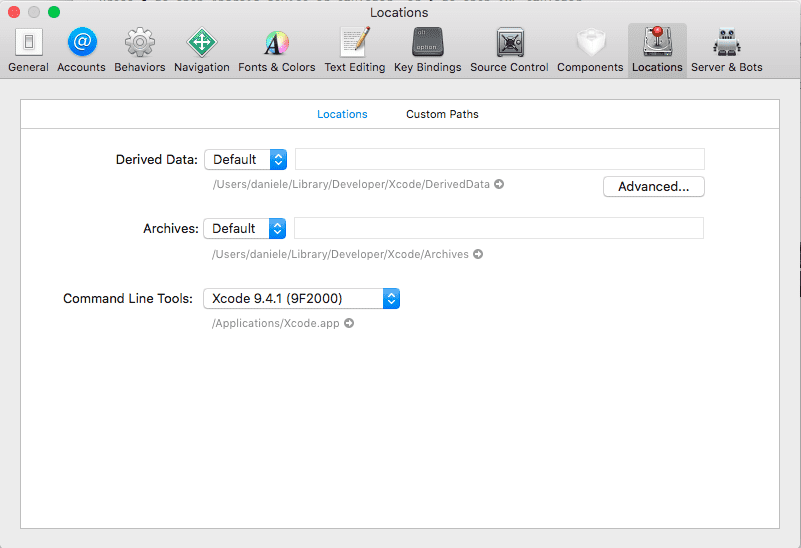 Locations
General Accounts Behaviors Navigation Fonts & Colors Text Editing Key Bindings Source Control Components Locations Server & Bots
Locations Custom Paths
Derived Data: Default
/Users/daniele/Library/Developer/Xcode/DerivedData
Advanced...
Archives: Default
/Users/daniele/Library/Developer/Xcode/Archives
Command Line Tools: Xcode 9.4.1 (9F2000)
/Applications/Xcode.app